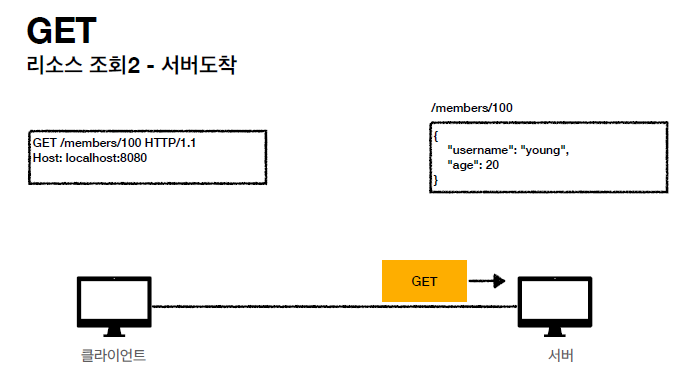 GET
리소스 조회2 - 서버도착
/members/100
GET /members/100 HTTP/1.1
Host: localhost:8080
{
"username": "young",
"age": 20
}
GET
클라이언트
서버